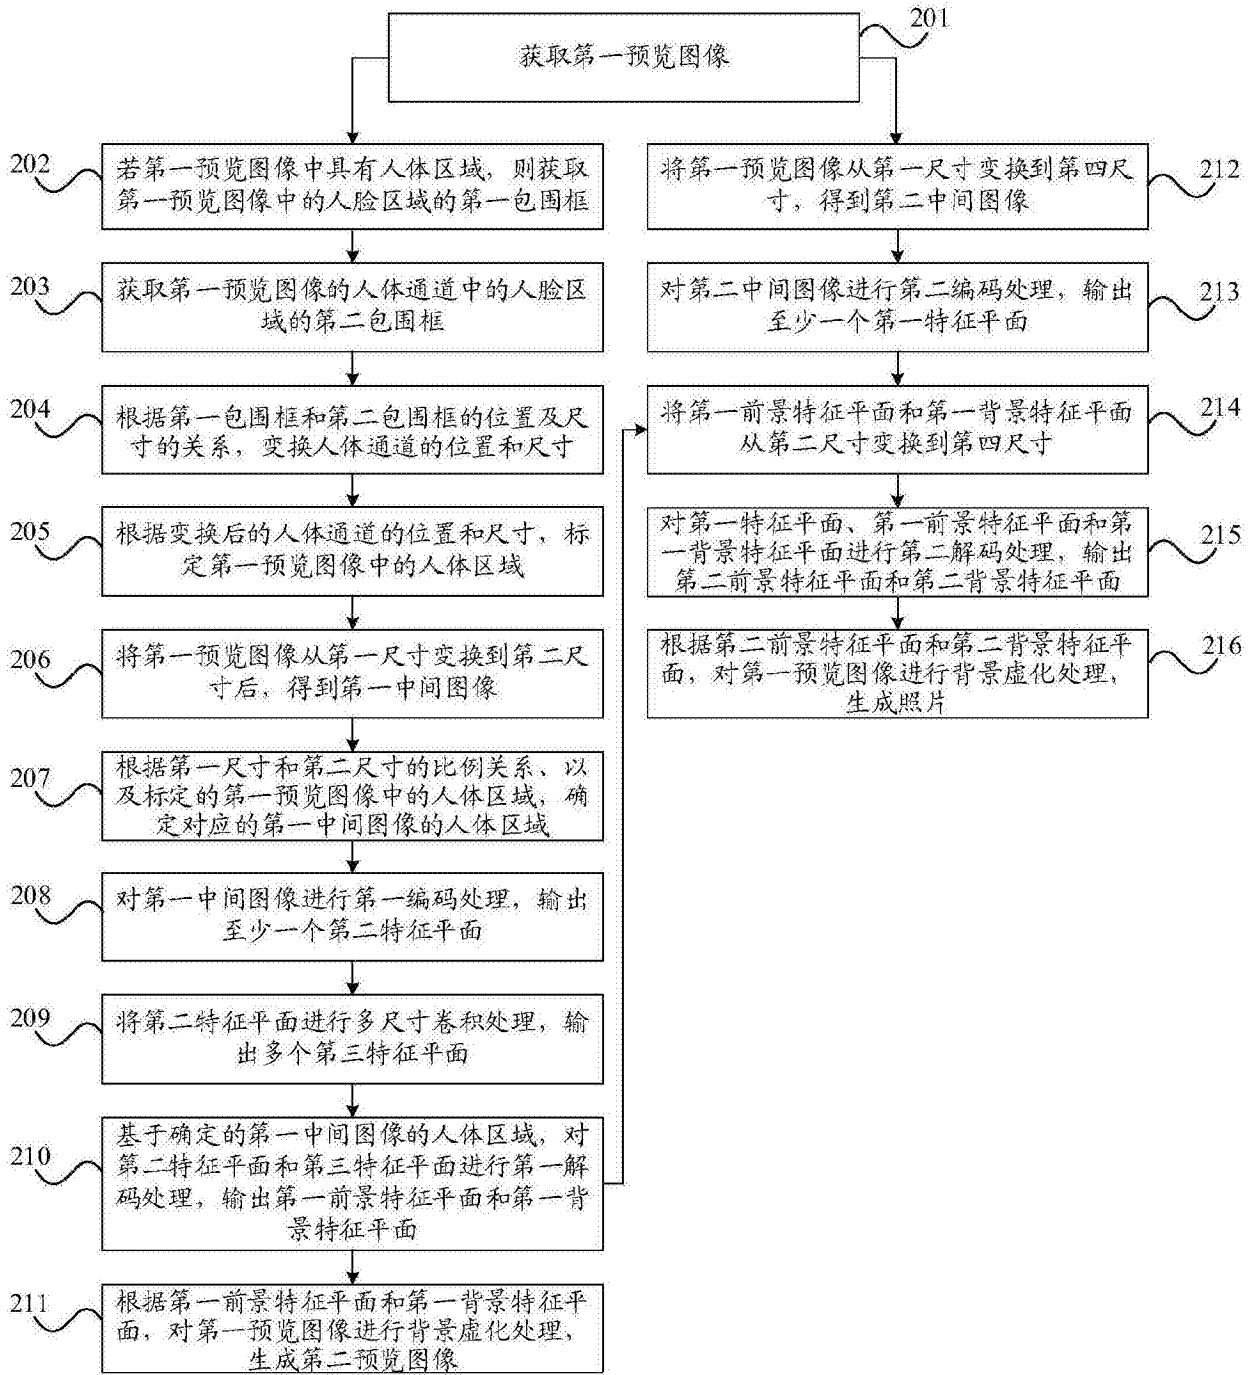 201
获取第一预览图像
202
若第一预览图像中具有人体区域，则获取
第一预览图像中的人脸区域的第一包围框
203
获取第一预览图像的人体通道中的人脸区
域的第二包围框
204
根据第一包围框和第二包围框的位置及尺
寸的关系，变换人体通道的位置和尺寸
205
根据变换后的人体通道的位置和尺寸，标
定第一预览图像中的人体区域
206
将第一预览图像从第一尺寸变换到第二尺
寸后，得到第一中间图像
207
根据第一尺寸和第二尺寸的比例关系、以
及标定的第一预览图像中的人体区域，确
定对应的第一中间图像的人体区域
208
对第一中间图像进行第一编码处理，输出
至少一个第二特征平面
209
将第二特征平面进行多尺寸卷积处理，输
出多个第三特征平面
210
基于确定的第一中间图像的人体区域，对
第二特征平面和第三特征平面进行第一解
码处理，输出第一前景特征平面和第一背
景特征平面
211
根据第一前景特征平面和第一背景特征平
面，对第一预览图像进行背景虚化处理，
生成第二预览图像
212
将第一预览图像从第一尺寸变换到第四尺
寸，得到第二中间图像
213
对第二中间图像进行第二编码处理，输出
至少一个第一特征平面
214
将第一前景特征平面和第一背景特征平面
从第二尺寸变换到第四尺寸
215
对第一特征平面、第一前景特征平面和第
一背景特征平面进行第二解码处理，输出
第二前景特征平面和第二背景特征平面
216
根据第二前景特征平面和第二背景特征平
面，对第一预览图像进行背景虚化处理，
生成照片